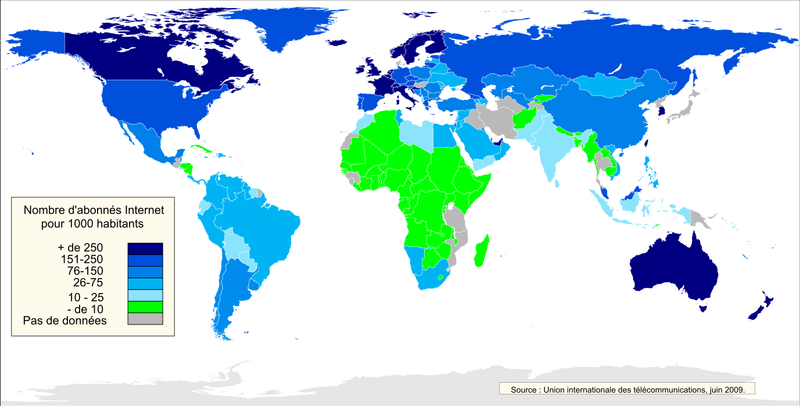 Nombre d'abonnés Internet
pour 1000 habitants
+ de 250
151-250
76-150
26-75
10 - 25
- de 10
Pas de données
Source : Union internationale des télécommunications, juin 2009.